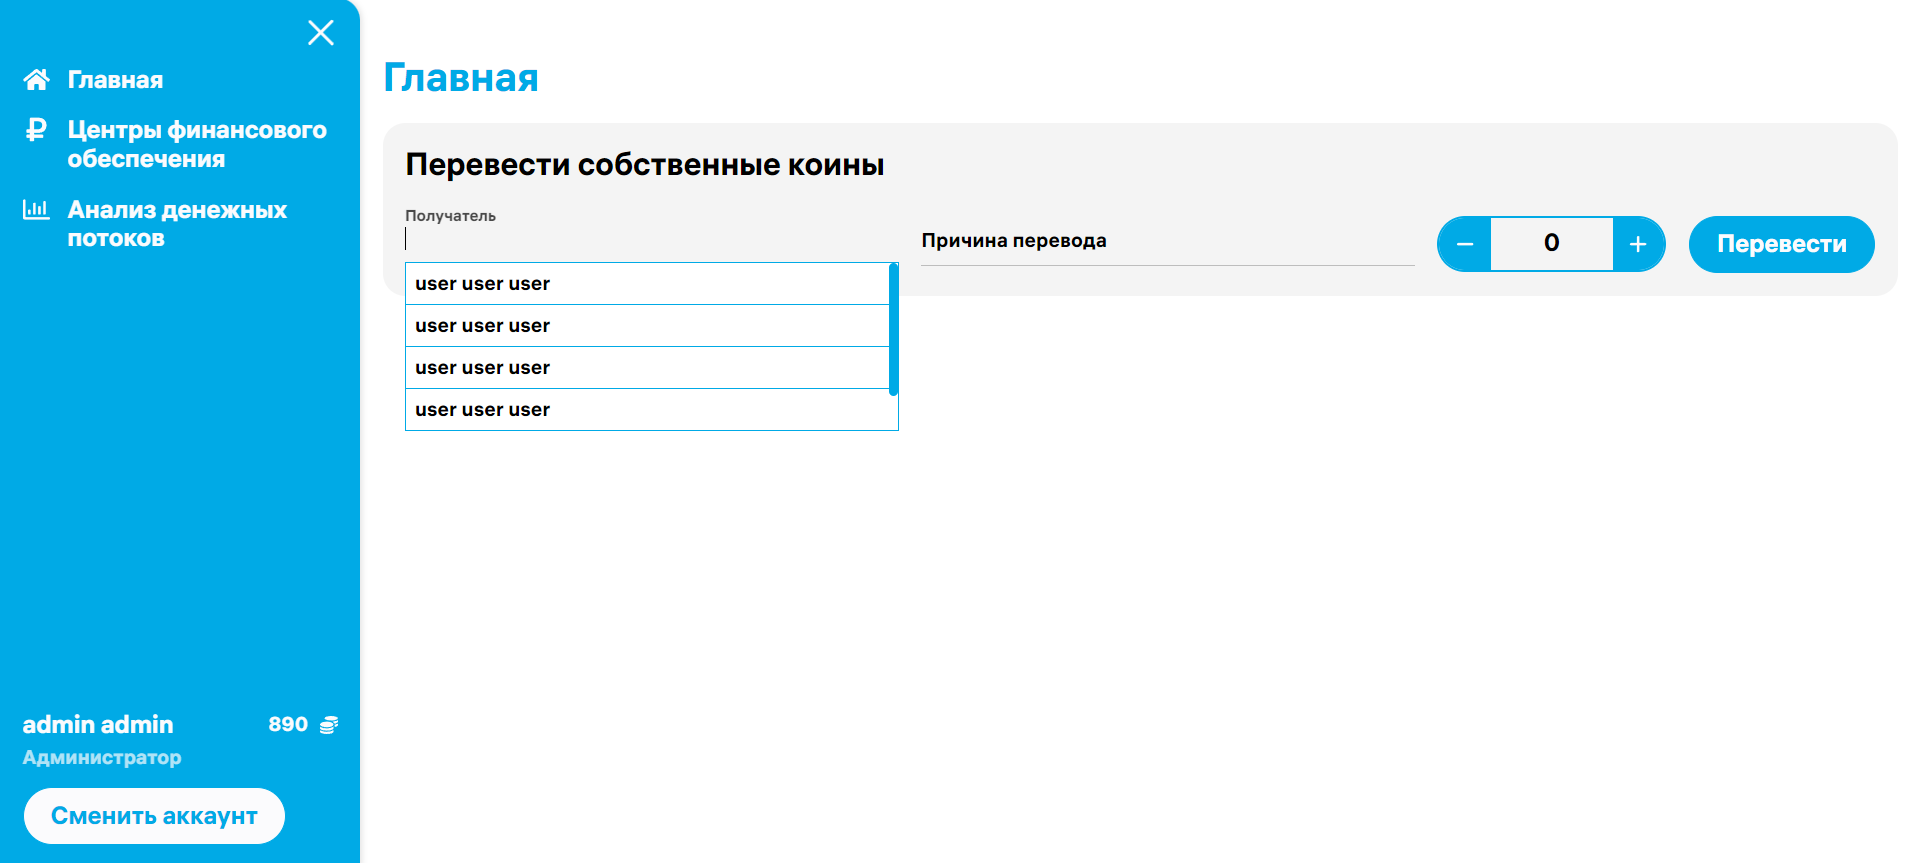 Главная
Центры финансового
обеспечения
Анализ денежных
потоков
admin admin
890
Администратор
Сменить аккаунт
Главная
Перевести собственные коины
Получатель
Причина перевода
− 0 +
Перевести
user user user
user user user
user user user
user user user